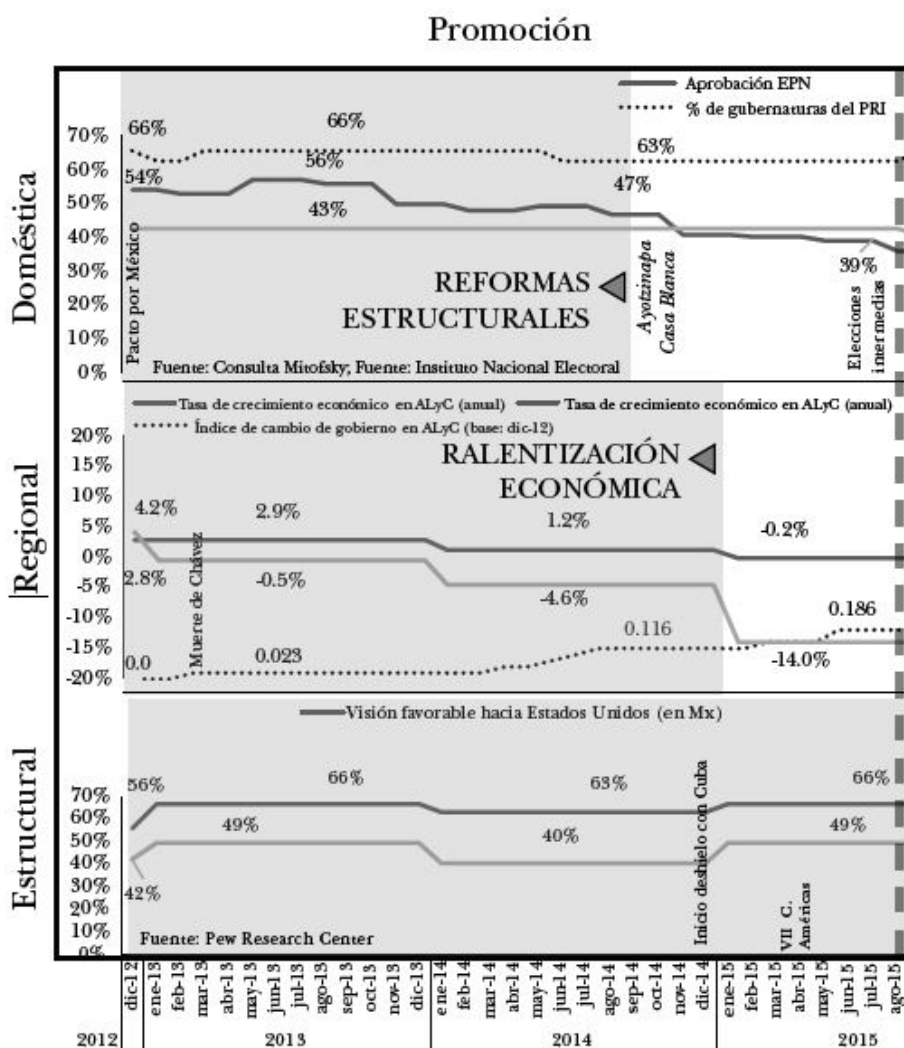 Promoción
Doméstica
Aprobación EPN
% de gubernaturas del PRI
70%
60%
50%
40%
30%
20%
10%
0%
66%
66%
63%
54%
56%
47%
43%
39%
Pacto por México
REFORMAS
ESTRUCTURALES
Ayotzinapa
Casa Blanca
Elecciones
intermedias
Fuente: Consulta Mitofsky; Fuente: Instituto Nacional Electoral
|Regional
Tasa de crecimiento económico en ALyC (anual)
Tasa de crecimiento económico en ALyC (anual)
Índice de cambio de gobierno en ALyC (base: dic-12)
20%
15%
10%
5%
0%
-5%
-10%
-15%
-20%
RALENTIZACIÓN
ECONÓMICA
4.2%
2.9%
1.2%
-0.2%
2.8%
Muerte de Chávez
-0.5%
-4.6%
0.186
0.0
0.023
0.116
-14.0%
Estructural
Visión favorable hacia Estados Unidos (en Mx)
70%
60%
50%
40%
30%
20%
10%
0%
56%
66%
63%
66%
49%
40%
49%
42%
Inicio deshielo con Cuba
VII C.
Américas
Fuente: Pew Research Center
dic-12
ene-13
feb-13
mar-13
abr-13
may-13
jun-13
jul-13
ago-13
sep-13
oct-13
nov-13
dic-13
ene-14
feb-14
mar-14
abr-14
may-14
jun-14
jul-14
ago-14
sep-14
oct-14
nov-14
dic-14
ene-15
feb-15
mar-15
abr-15
may-15
jun-15
jul-15
ago-15
2012
2013
2014
2015